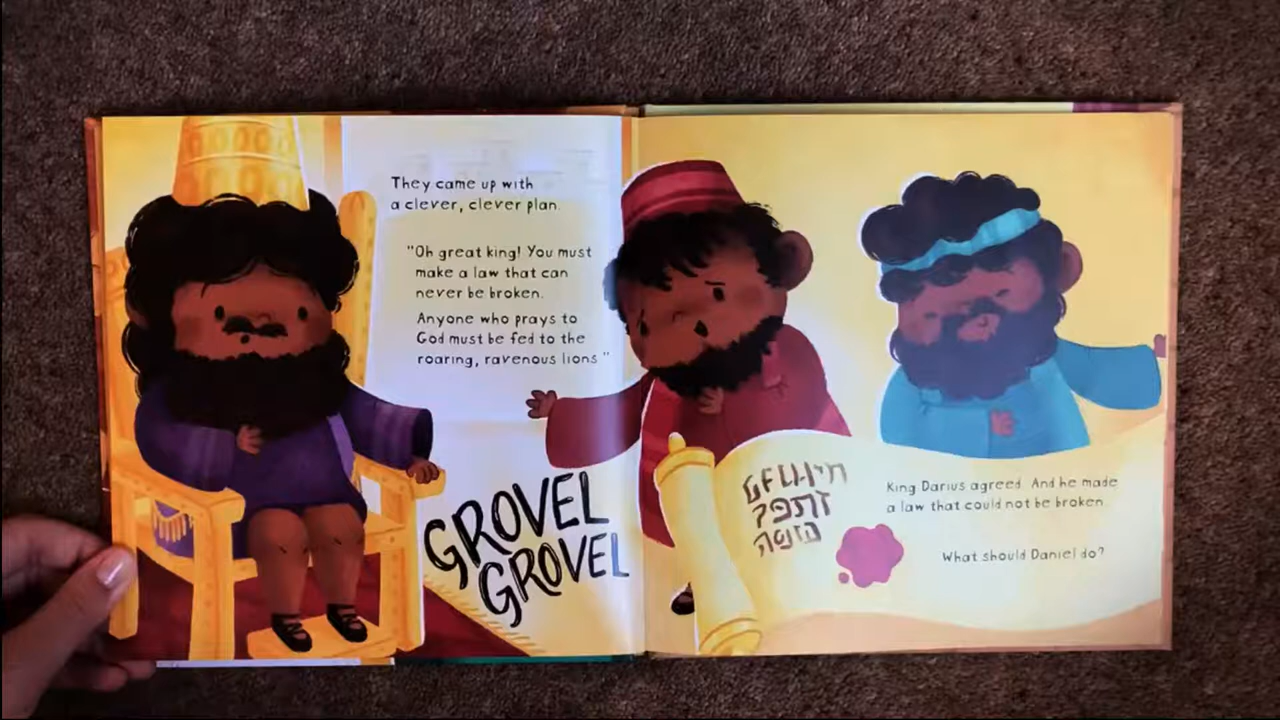 They came up with
a clever, clever plan.
"Oh great king! You must
make a law that can
never be broken.
Anyone who prays to
God must be fed to the
roaring, ravenous lions"
GROVEL
GROVEL
King Darius agreed. And he made
a law that could not be broken.
What should Daniel do?